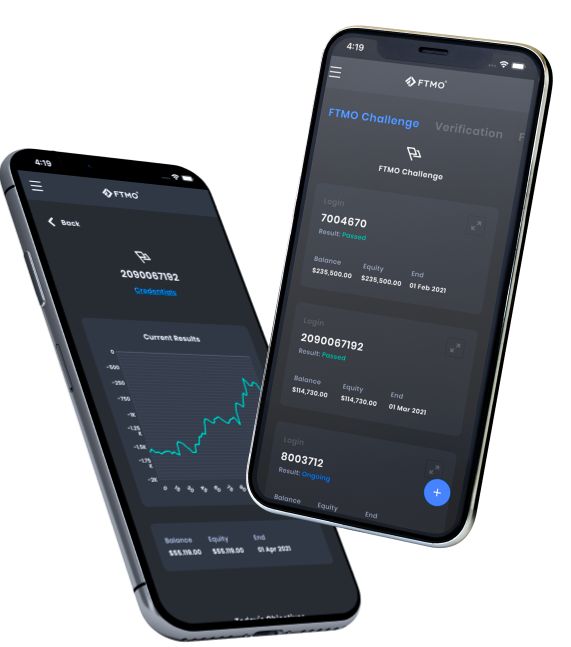 4:19
FTMO
Back
2090067192
Credentials
Current Results
0
-500
-250
-750
-1K
-1.25
K
-1.5K
-1.75
K
-2K
0
Balance Equity End
$55,119.00 $55,119.00 01 Apr 2021
4:19
FTMO
FTMO Challenge Verification F
FTMO Challenge
Login
7004670
Result: Passed
Balance Equity End
$235,500.00 $235,500.00 01 Feb 2021
Login
2090067192
Result: Passed
Balance Equity End
$114,730.00 $114,730.00 01 Mar 2021
Login
8003712
Result: Ongoing
+
Balance Equity End